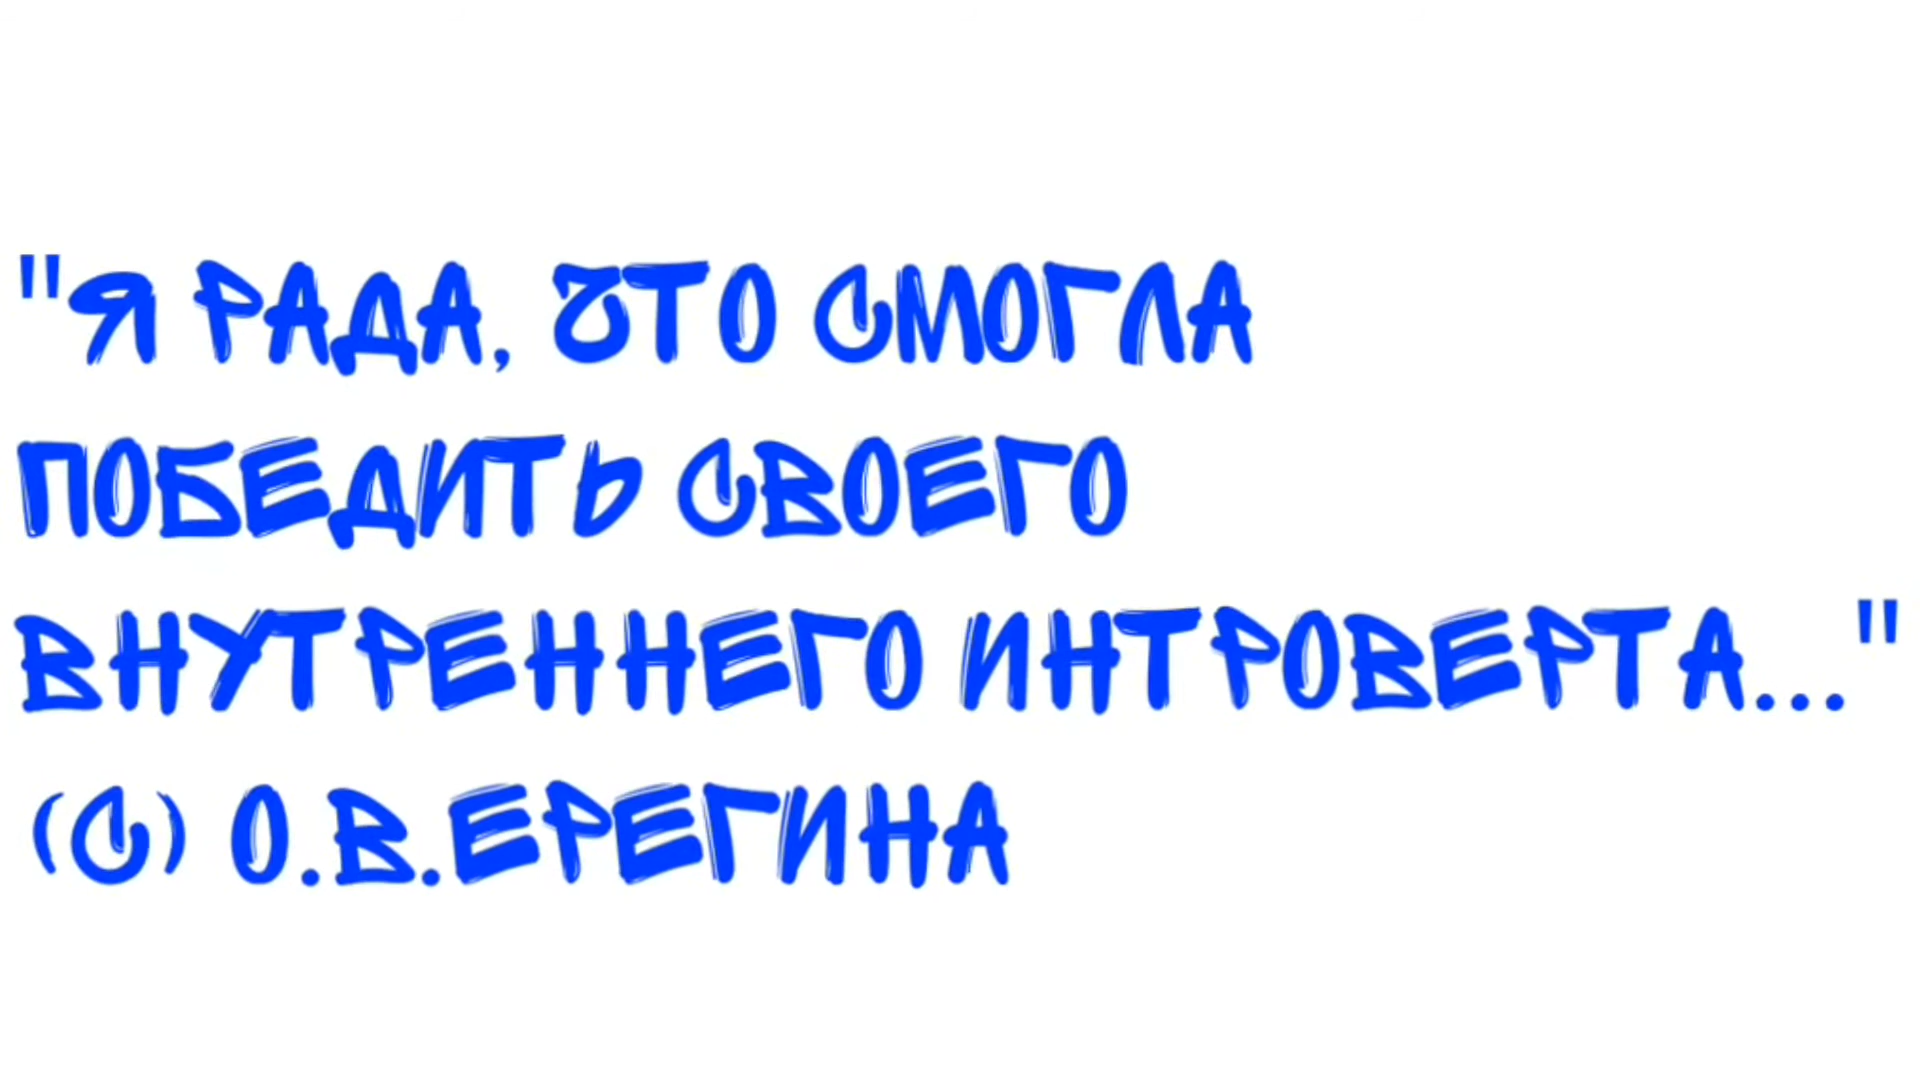 "Я РАДА, ЧТО СМОГЛА
ПОБЕДИТЬ СВОЕГО
ВНУТРЕННЕГО ИНТРОВЕРТА..."
(С) О.В.ЕРЕГИНА